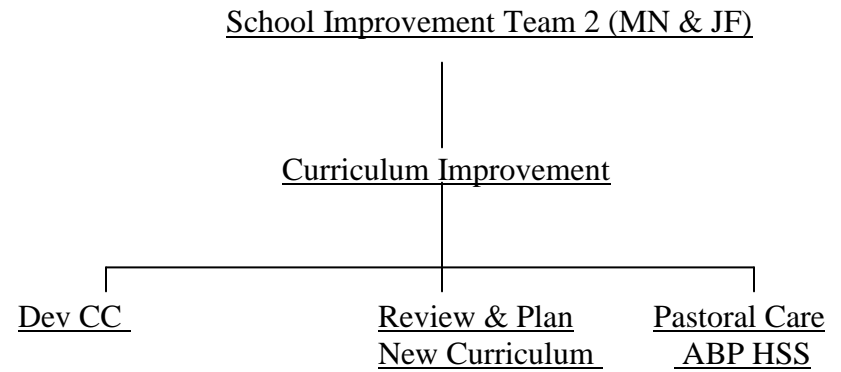 School Improvement Team 2 (MN & JF)
Curriculum Improvement
Dev CC
Review & Plan
New Curriculum
Pastoral Care
ABP HSS